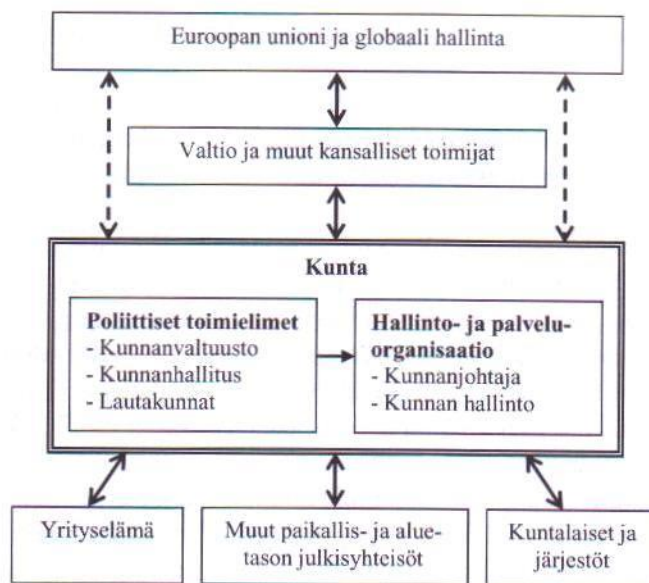 Euroopan unioni ja globaali hallinta
Valtio ja muut kansalliset toimijat
Kunta
Poliittiset toimielimet
- Kunnanvaltuusto
- Kunnanhallitus
- Lautakunnat
Hallinto- ja palvelu-
organisaatio
- Kunnanjohtaja
- Kunnan hallinto
Yrityselämä
Muut paikallis- ja alue-
tason julkisyhteisöt
Kuntalaiset ja
järjestöt